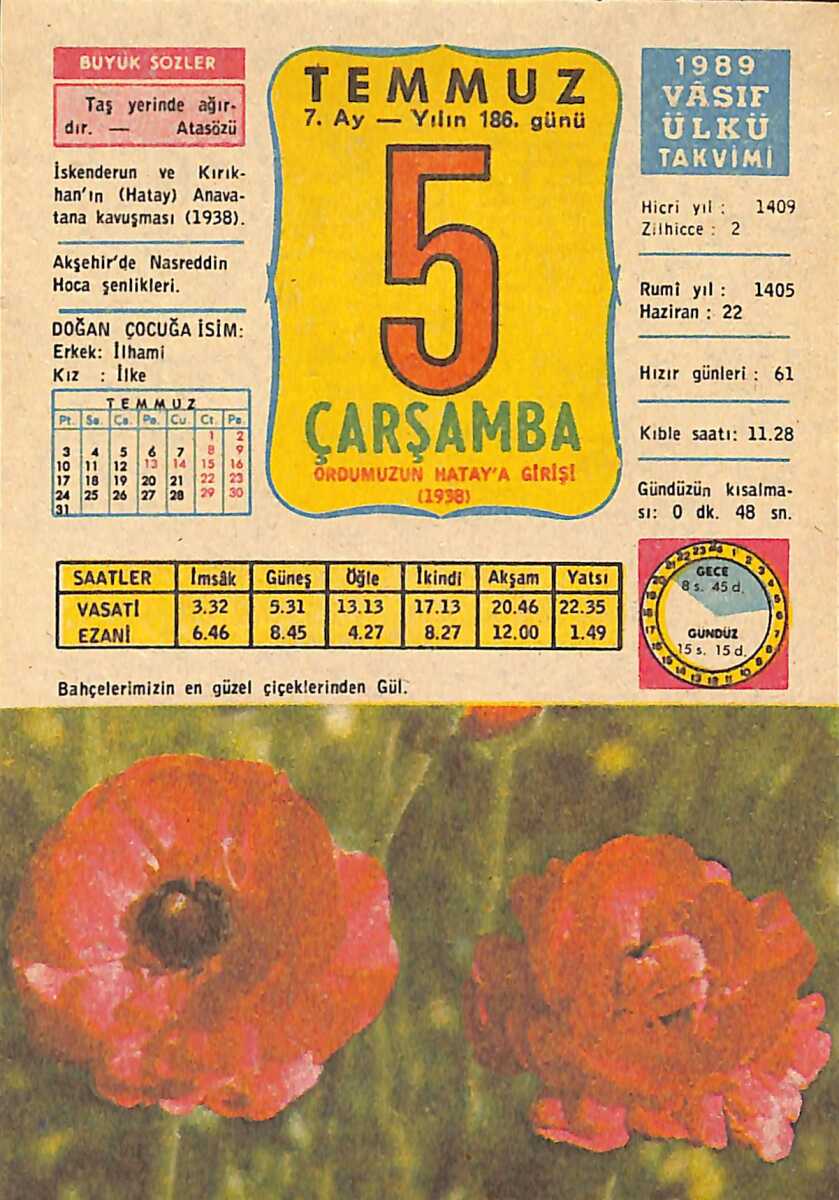 BÜYÜK SÖZLER
Taş yerinde ağır-
dır. — Atasözü
İskenderun ve Kırık-
han'ın (Hatay) Anava-
tana kavuşması (1938).
Akşehir'de Nasreddin
Hoca şenlikleri.
DOĞAN ÇOCUĞA İSİM:
Erkek: İlhami
Kız : İlke
TEMMUZ
Pt. Sa. Ça. Pe. Cu. Ct. Pa.
1 2
3 4 5 6 7 8 9
10 11 12 13 14 15 16
17 18 19 20 21 22 23
24 25 26 27 28 29 30
31
TEMMUZ
7. Ay — Yılın 186. günü
5
ÇARŞAMBA
ORDUMUZUN HATAY'A GİRİŞİ
(1938)
1989
VÂSIF
ÜLKÜ
TAKVİMİ
Hicri yıl : 1409
Zilhicce : 2
Rumî yıl : 1405
Haziran : 22
Hızır günleri : 61
Kıble saatı: 11.28
Gündüzün kısalma-
sı: 0 dk. 48 sn.
GECE
8 s. 45 d.
GÜNDÜZ
15 s. 15 d.
SAATLER İmsâk Güneş Öğle İkindi Akşam Yatsı
VASATİ 3.32 5.31 13.13 17.13 20.46 22.35
EZANİ 6.46 8.45 4.27 8.27 12.00 1.49
Bahçelerimizin en güzel çiçeklerinden Gül.